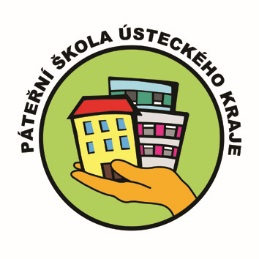 PÁTEŘNÍ ŠKOLA ÚSTECKÉHO KRAJE